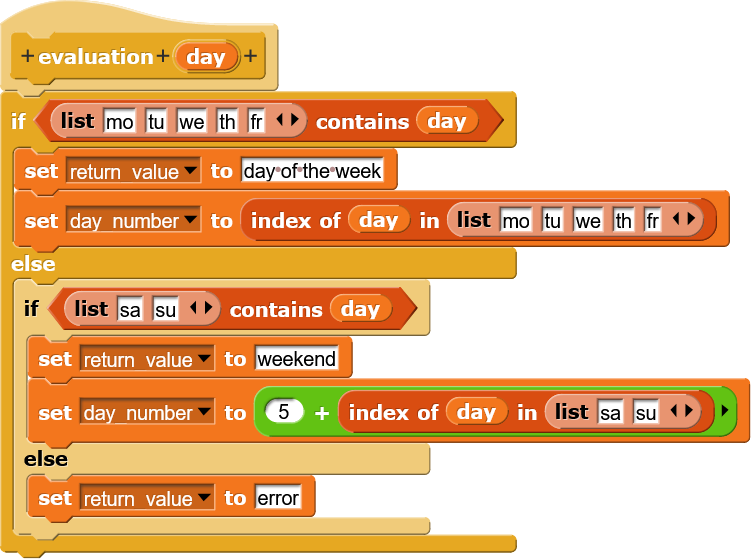 + evaluation + day +
if list mo tu we th fr contains day
set return value to day of the week
set day number to index of day in list mo tu we th fr
else
if list sa su contains day
set return value to weekend
set day number to 5 + index of day in list sa su
else
set return value to error